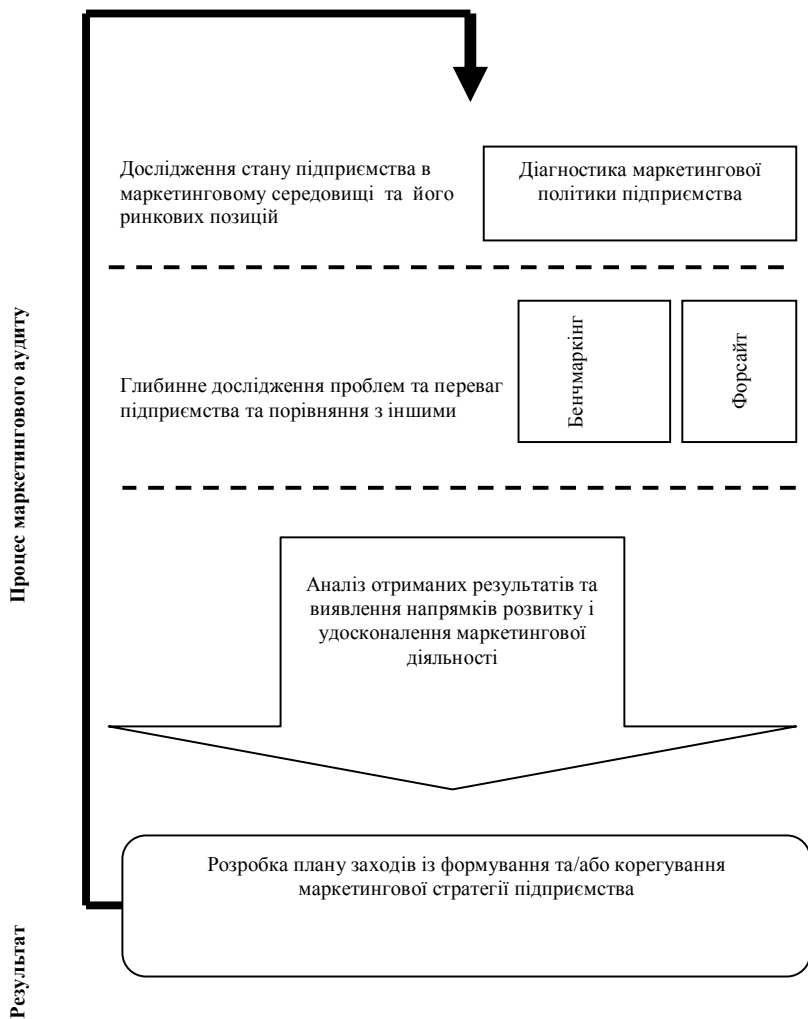 Дослідження стану підприємства в
маркетинговому середовищі та його
ринкових позицій
Діагностика маркетингової
політики підприємства
Процес маркетингового аудиту
Глибинне дослідження проблем та переваг
підприємства та порівняння з іншими
Бенчмаркінг
Форсайт
Аналіз отриманих результатів та
виявлення напрямків розвитку і
удосконалення маркетингової
діяльності
Розробка плану заходів із формування та/або корегування
маркетингової стратегії підприємства
Результат